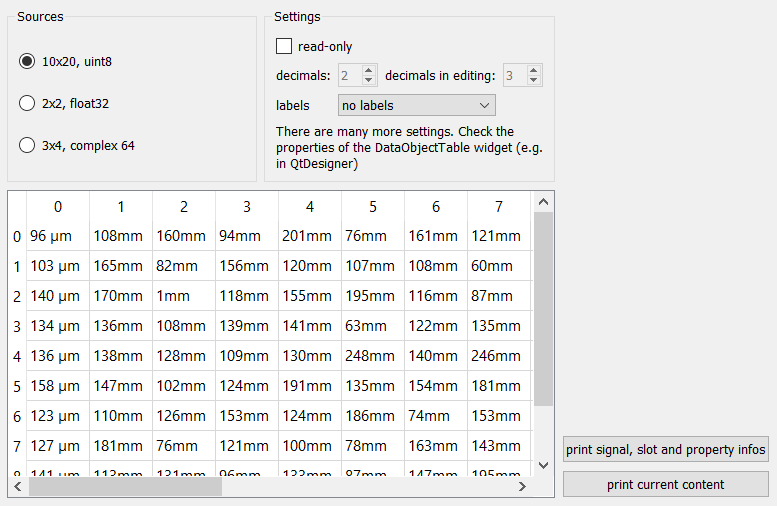 Sources
10x20, uint8
2x2, float32
3x4, complex 64
Settings
read-only
decimals: 2 decimals in editing: 3
labels no labels
There are many more settings. Check the
properties of the DataObjectTable widget (e.g.
in QtDesigner)
0 1 2 3 4 5 6 7
0 96 µm 108mm 160mm 94mm 201mm 76mm 161mm 121mm
1 103 µm 165mm 82mm 156mm 120mm 107mm 108mm 60mm
2 140 µm 170mm 1mm 118mm 155mm 195mm 116mm 87mm
3 134 µm 136mm 108mm 139mm 141mm 63mm 122mm 135mm
4 136 µm 138mm 128mm 109mm 130mm 248mm 140mm 246mm
5 158 µm 147mm 102mm 124mm 191mm 135mm 154mm 181mm
6 123 µm 110mm 126mm 153mm 124mm 186mm 74mm 153mm
7 127 µm 181mm 76mm 121mm 100mm 78mm 163mm 143mm
8 141 µm 113mm 131mm 96mm 133mm 87mm 147mm 195mm
print signal, slot and property infos
print current content